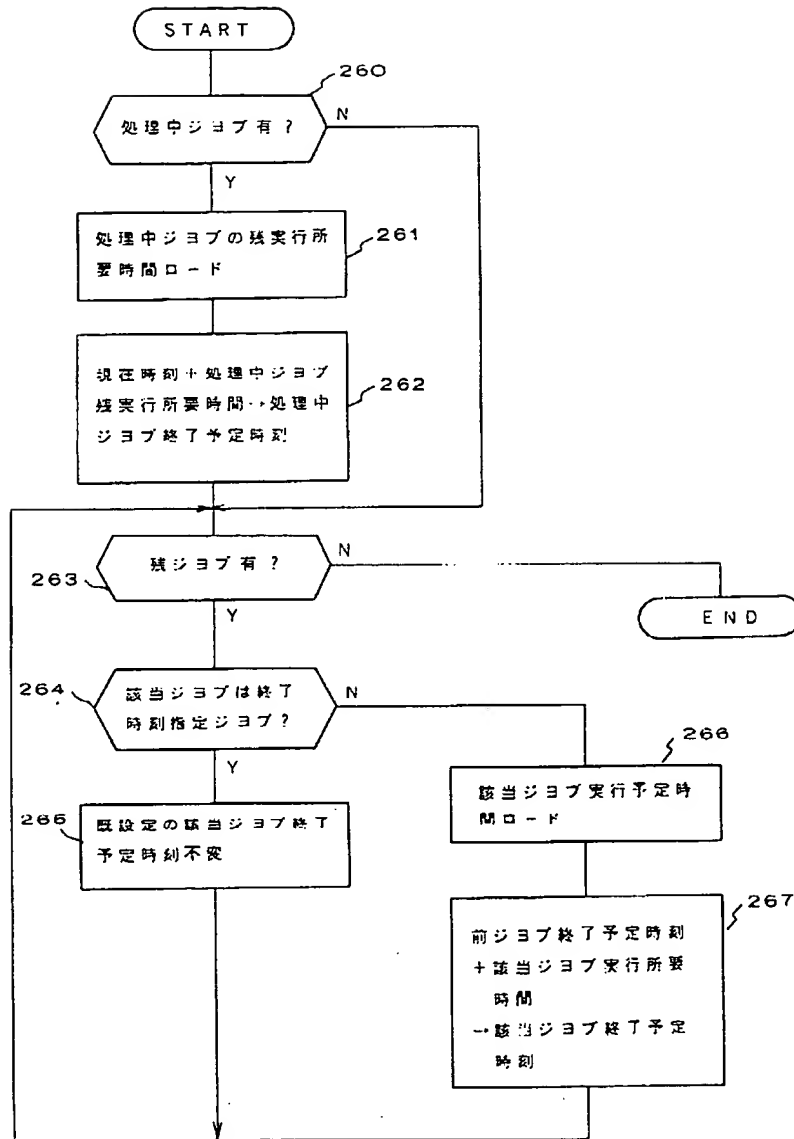 START
260
処理中ジョブ有?
N
Y
処理中ジョブの残実行所
要時間ロード
261
現在時刻+処理中ジョブ
残実行所要時間→処理中
ジョブ終了予定時刻
262
残ジョブ有?
N
263
Y
END
264
該当ジョブは終了
時刻指定ジョブ?
N
Y
266
該当ジョブ実行予定時
間ロード
265
既設定の該当ジョブ終了
予定時刻不変
267
前ジョブ終了予定時刻
+該当ジョブ実行所要
時間
→該当ジョブ終了予定
時刻